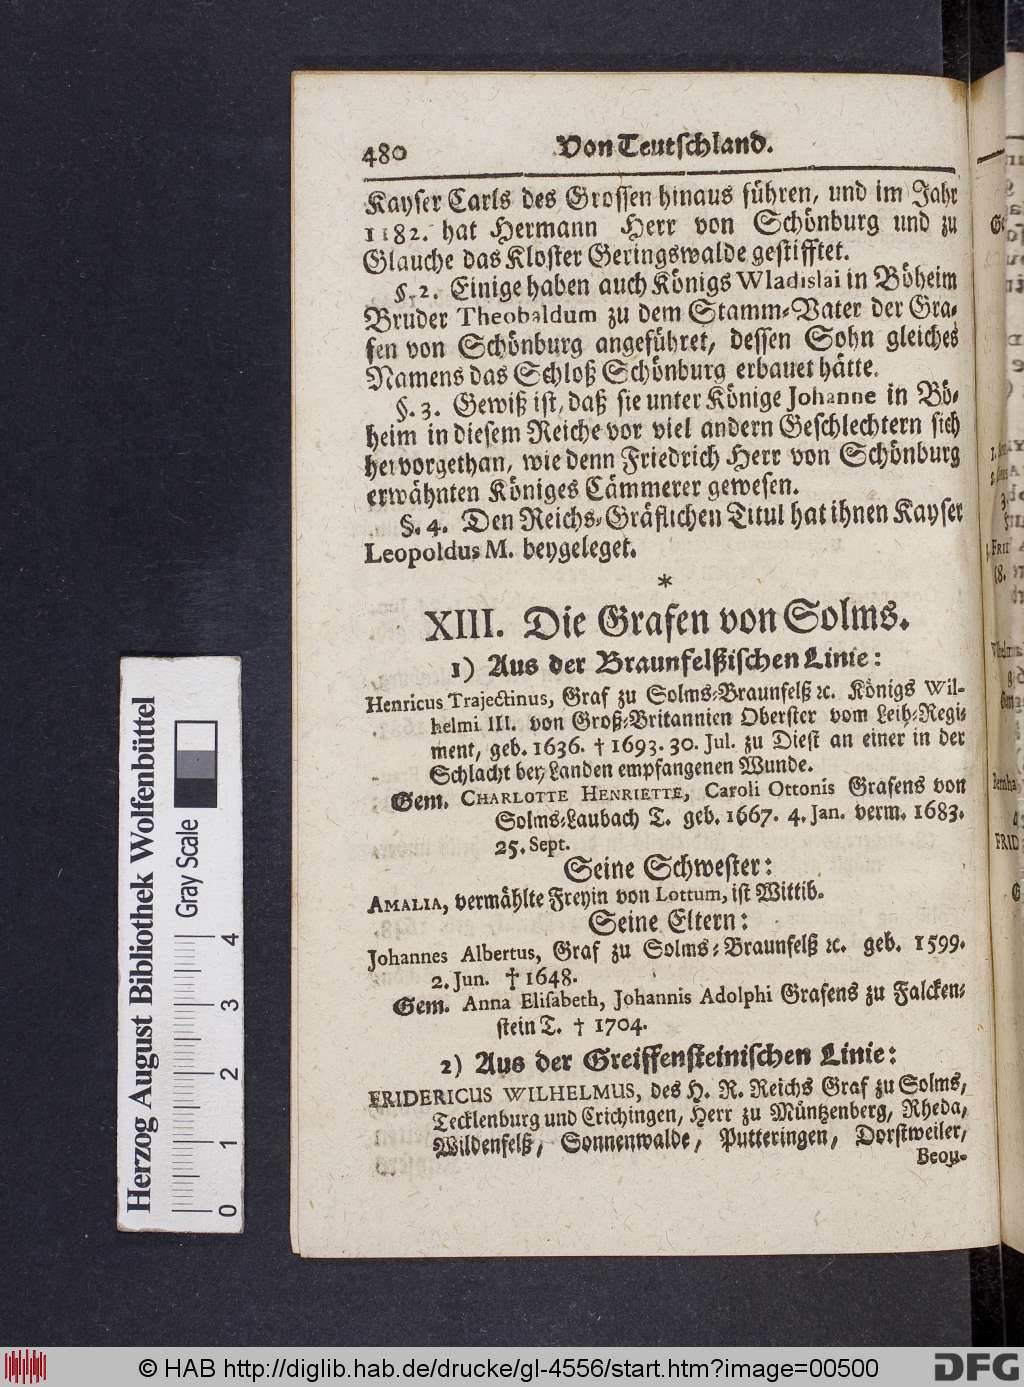 480 Von Teutschland.
Kayser Carls des Grossen hinaus führen, und im Jahr
1182. hat Hermann Herr von Schönburg und zu
Glauche das Kloster Geringswalde gestifftet.
§. 2. Einige haben auch Königs Wladislai in Böheim
Bruder Theobaldum zu dem Stamm-Vater der Gra-
fen von Schönburg angeführet, dessen Sohn gleiches
Namens das Schloß Schönburg erbauet hätte.
§. 3. Gewiß ist, daß sie unter Könige Johanne in Bö-
heim in diesem Reiche vor viel andern Geschlechtern sich
hervorgethan, wie denn Friedrich Herr von Schönburg
erwähnten Königes Cämmerer gewesen.
§. 4. Den Reichs-Gräflichen Titul hat ihnen Kayser
Leopoldus M. beygeleget.
*
XIII. Die Grafen von Solms.
1) Aus der Braunfelßischen Linie:
Henricus Trajectinus, Graf zu Solms-Braunfelß ꝛc. Königs Wil-
helmi III. von Groß-Britannien Oberster vom Leib-Regi-
ment, geb. 1636. † 1693. 30. Jul. zu Diest an einer in der
Schlacht bey Landen empfangenen Wunde.
Gem. CHARLOTTE HENRIETTE, Caroli Ottonis Grafens von
Solms-Laubach T. geb. 1667. 4. Jan. verm. 1683.
25. Sept.
Seine Schwester:
AMALIA, vermählte Freyin von Lottum, ist Wittib.
Seine Eltern:
Johannes Albertus, Graf zu Solms-Braunfelß ꝛc. geb. 1599.
2. Jun. † 1648.
Gem. Anna Elisabeth, Johannis Adolphi Grafens zu Falcken-
stein T. † 1704.
2) Aus der Greiffensteinischen Linie:
FRIDERICUS WILHELMUS, des H. R. Reichs Graf zu Solms,
Tecklenburg und Crichingen, Herr zu Müntzenberg, Rheda,
Wildenfelß, Sonnenwalde, Putteringen, Dorstweiler,
Beou-
Herzog August Bibliothek Wolfenbüttel
Gray Scale
0 1 2 3 4
© HAB http://diglib.hab.de/drucke/gl-4556/start.htm?image=00500
DFG